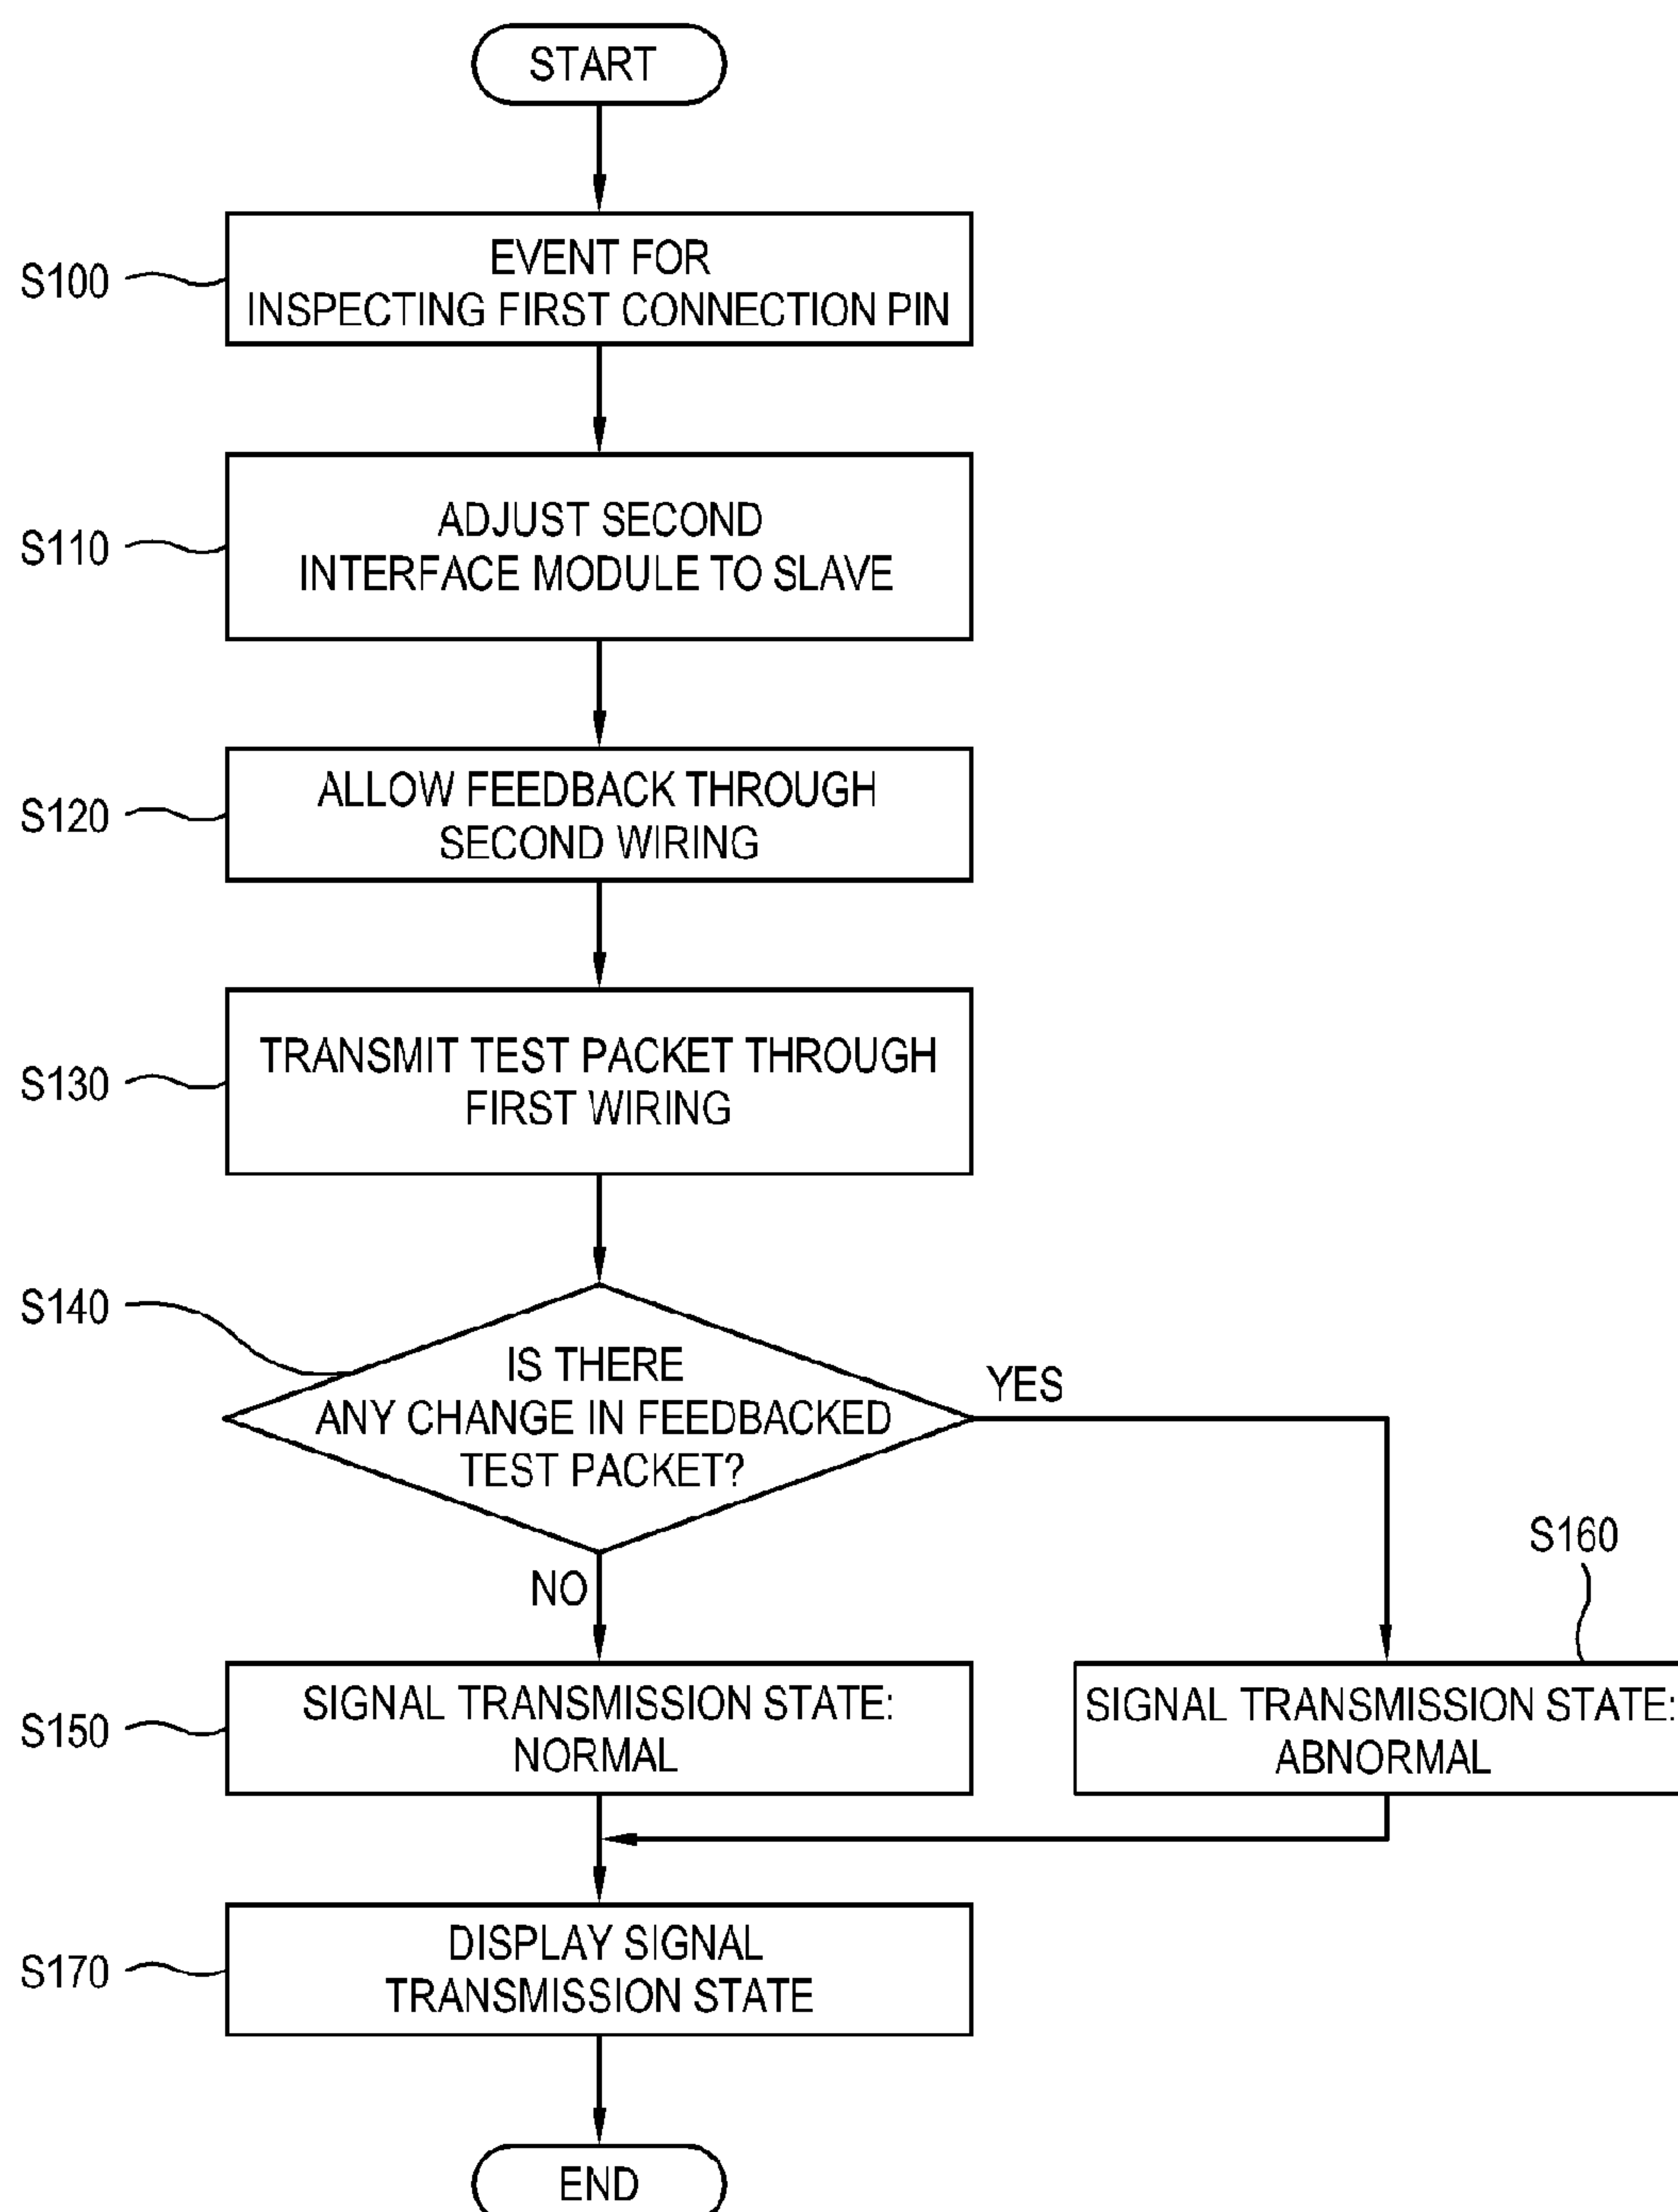 START
S100
EVENT FOR
INSPECTING FIRST CONNECTION PIN
S110
ADJUST SECOND
INTERFACE MODULE TO SLAVE
S120
ALLOW FEEDBACK THROUGH
SECOND WIRING
S130
TRANSMIT TEST PACKET THROUGH
FIRST WIRING
S140
IS THERE
ANY CHANGE IN FEEDBACKED
TEST PACKET?
YES
NO
S150
SIGNAL TRANSMISSION STATE:
NORMAL
S160
SIGNAL TRANSMISSION STATE:
ABNORMAL
S170
DISPLAY SIGNAL
TRANSMISSION STATE
END